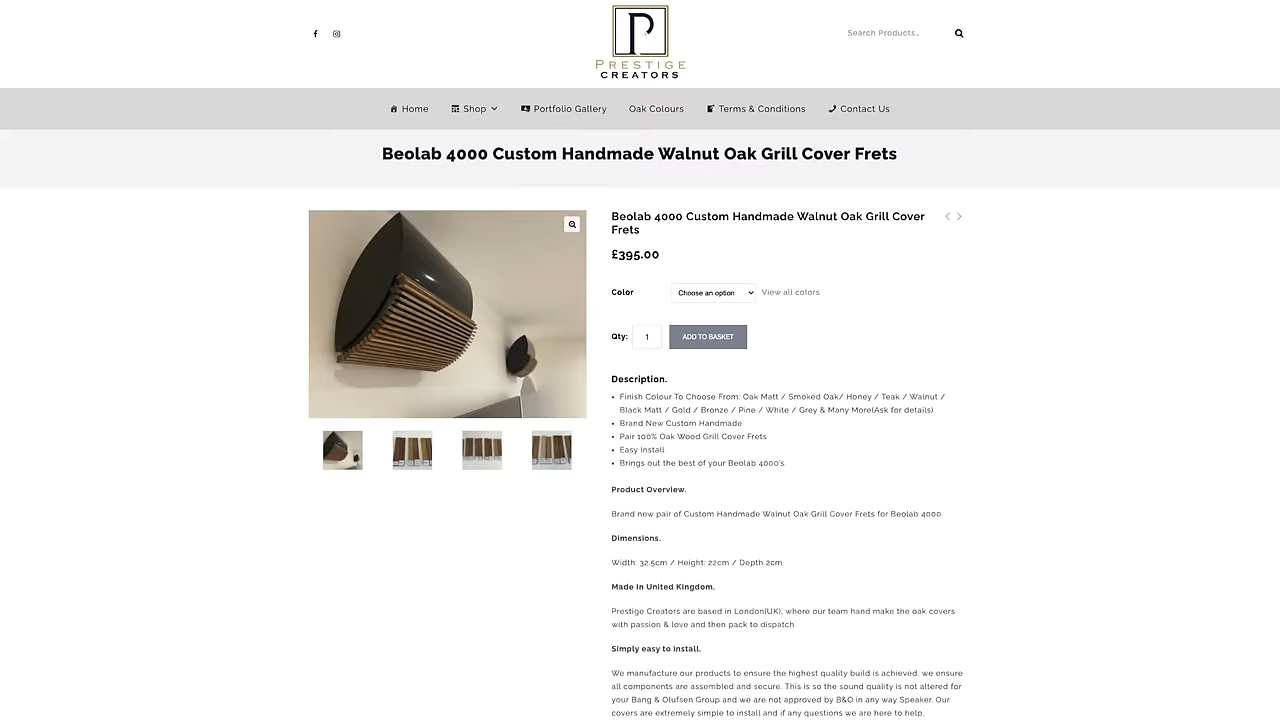 Search Products…
P
PRESTIGE
CREATORS
Home
Shop
Portfolio Gallery
Oak Colours
Terms & Conditions
Contact Us
Beolab 4000 Custom Handmade Walnut Oak Grill Cover Frets
Beolab 4000 Custom Handmade Walnut Oak Grill Cover
Frets
£395.00
Color
Choose an option
View all colors
Qty:
1
ADD TO BASKET
Description.
• Finish Colour To Choose From: Oak Matt / Smoked Oak/ Honey / Teak / Walnut /
Black Matt / Gold / Bronze / Pine / White / Grey & Many More(Ask for details)
• Brand New Custom Handmade
• Pair 100% Oak Wood Grill Cover Frets
• Easy Install
• Brings out the best of your Beolab 4000's.
Product Overview.
Brand new pair of Custom Handmade Walnut Oak Grill Cover Frets for Beolab 4000.
Dimensions.
Width: 32.5cm / Height: 22cm / Depth 2cm.
Made In United Kingdom.
Prestige Creators are based in London(UK), where our team hand make the oak covers
with passion & love and then pack to dispatch.
Simply easy to install.
We manufacture our products to ensure the highest quality build is achieved, we ensure
all components are assembled and secure. This is so the sound quality is not altered for
your Bang & Olufsen Group and we are not approved by B&O in any way Speaker. Our
covers are extremely simple to install and if any questions we are here to help.